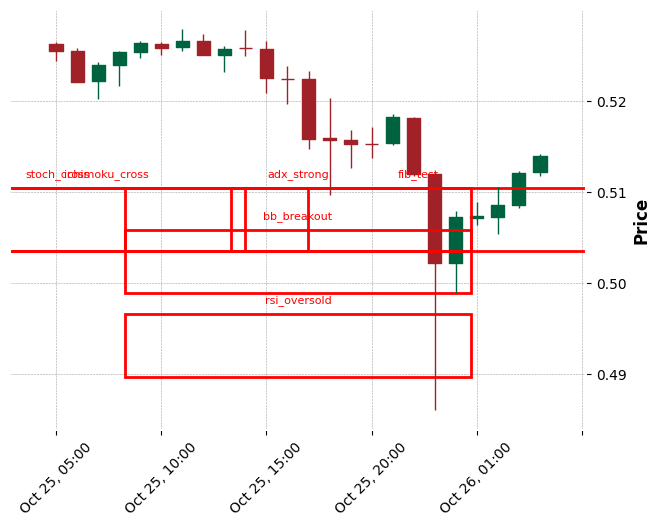 0.52
stoch_cross
ichimoku_cross
adx_strong
fib_test
0.51
bb_breakout
Price
0.50
rsi_oversold
0.49
Oct 25, 05:00
Oct 25, 10:00
Oct 25, 15:00
Oct 25, 20:00
Oct 26, 01:00